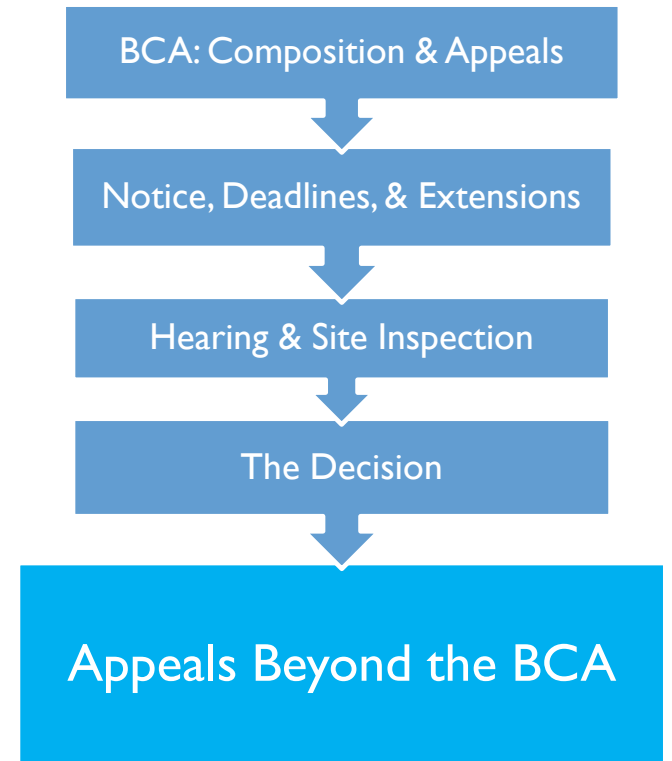 BCA: Composition & Appeals
Notice, Deadlines, & Extensions
Hearing & Site Inspection
The Decision
Appeals Beyond the BCA